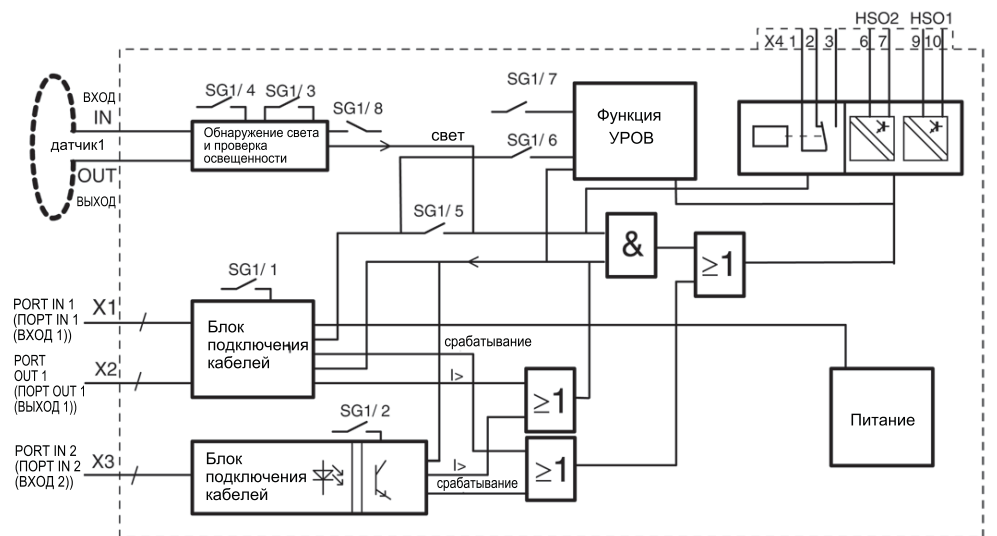 HSO2 HSO1
X4 1 2 3 6 7 9 10
ВХОД
IN
датчик1
OUT
ВЫХОД
SG1/ 4 SG1/ 3
SG1/ 8
Обнаружение света
и проверка
освещенности
свет
SG1/ 7
SG1/ 6
Функция
УРОВ
SG1/ 5
&
≥1
SG1/ 1
PORT IN 1
(ПОРТ IN 1
(ВХОД 1))
X1
Блок
подключения
кабелей
срабатывание
PORT
OUT 1
(ПОРТ OUT 1
(ВЫХОД 1))
X2
I>
≥1
Питание
SG1/ 2
PORT IN 2
(ПОРТ IN 2
(ВХОД 2))
X3
Блок
подключения
кабелей
I>
срабатывание
≥1